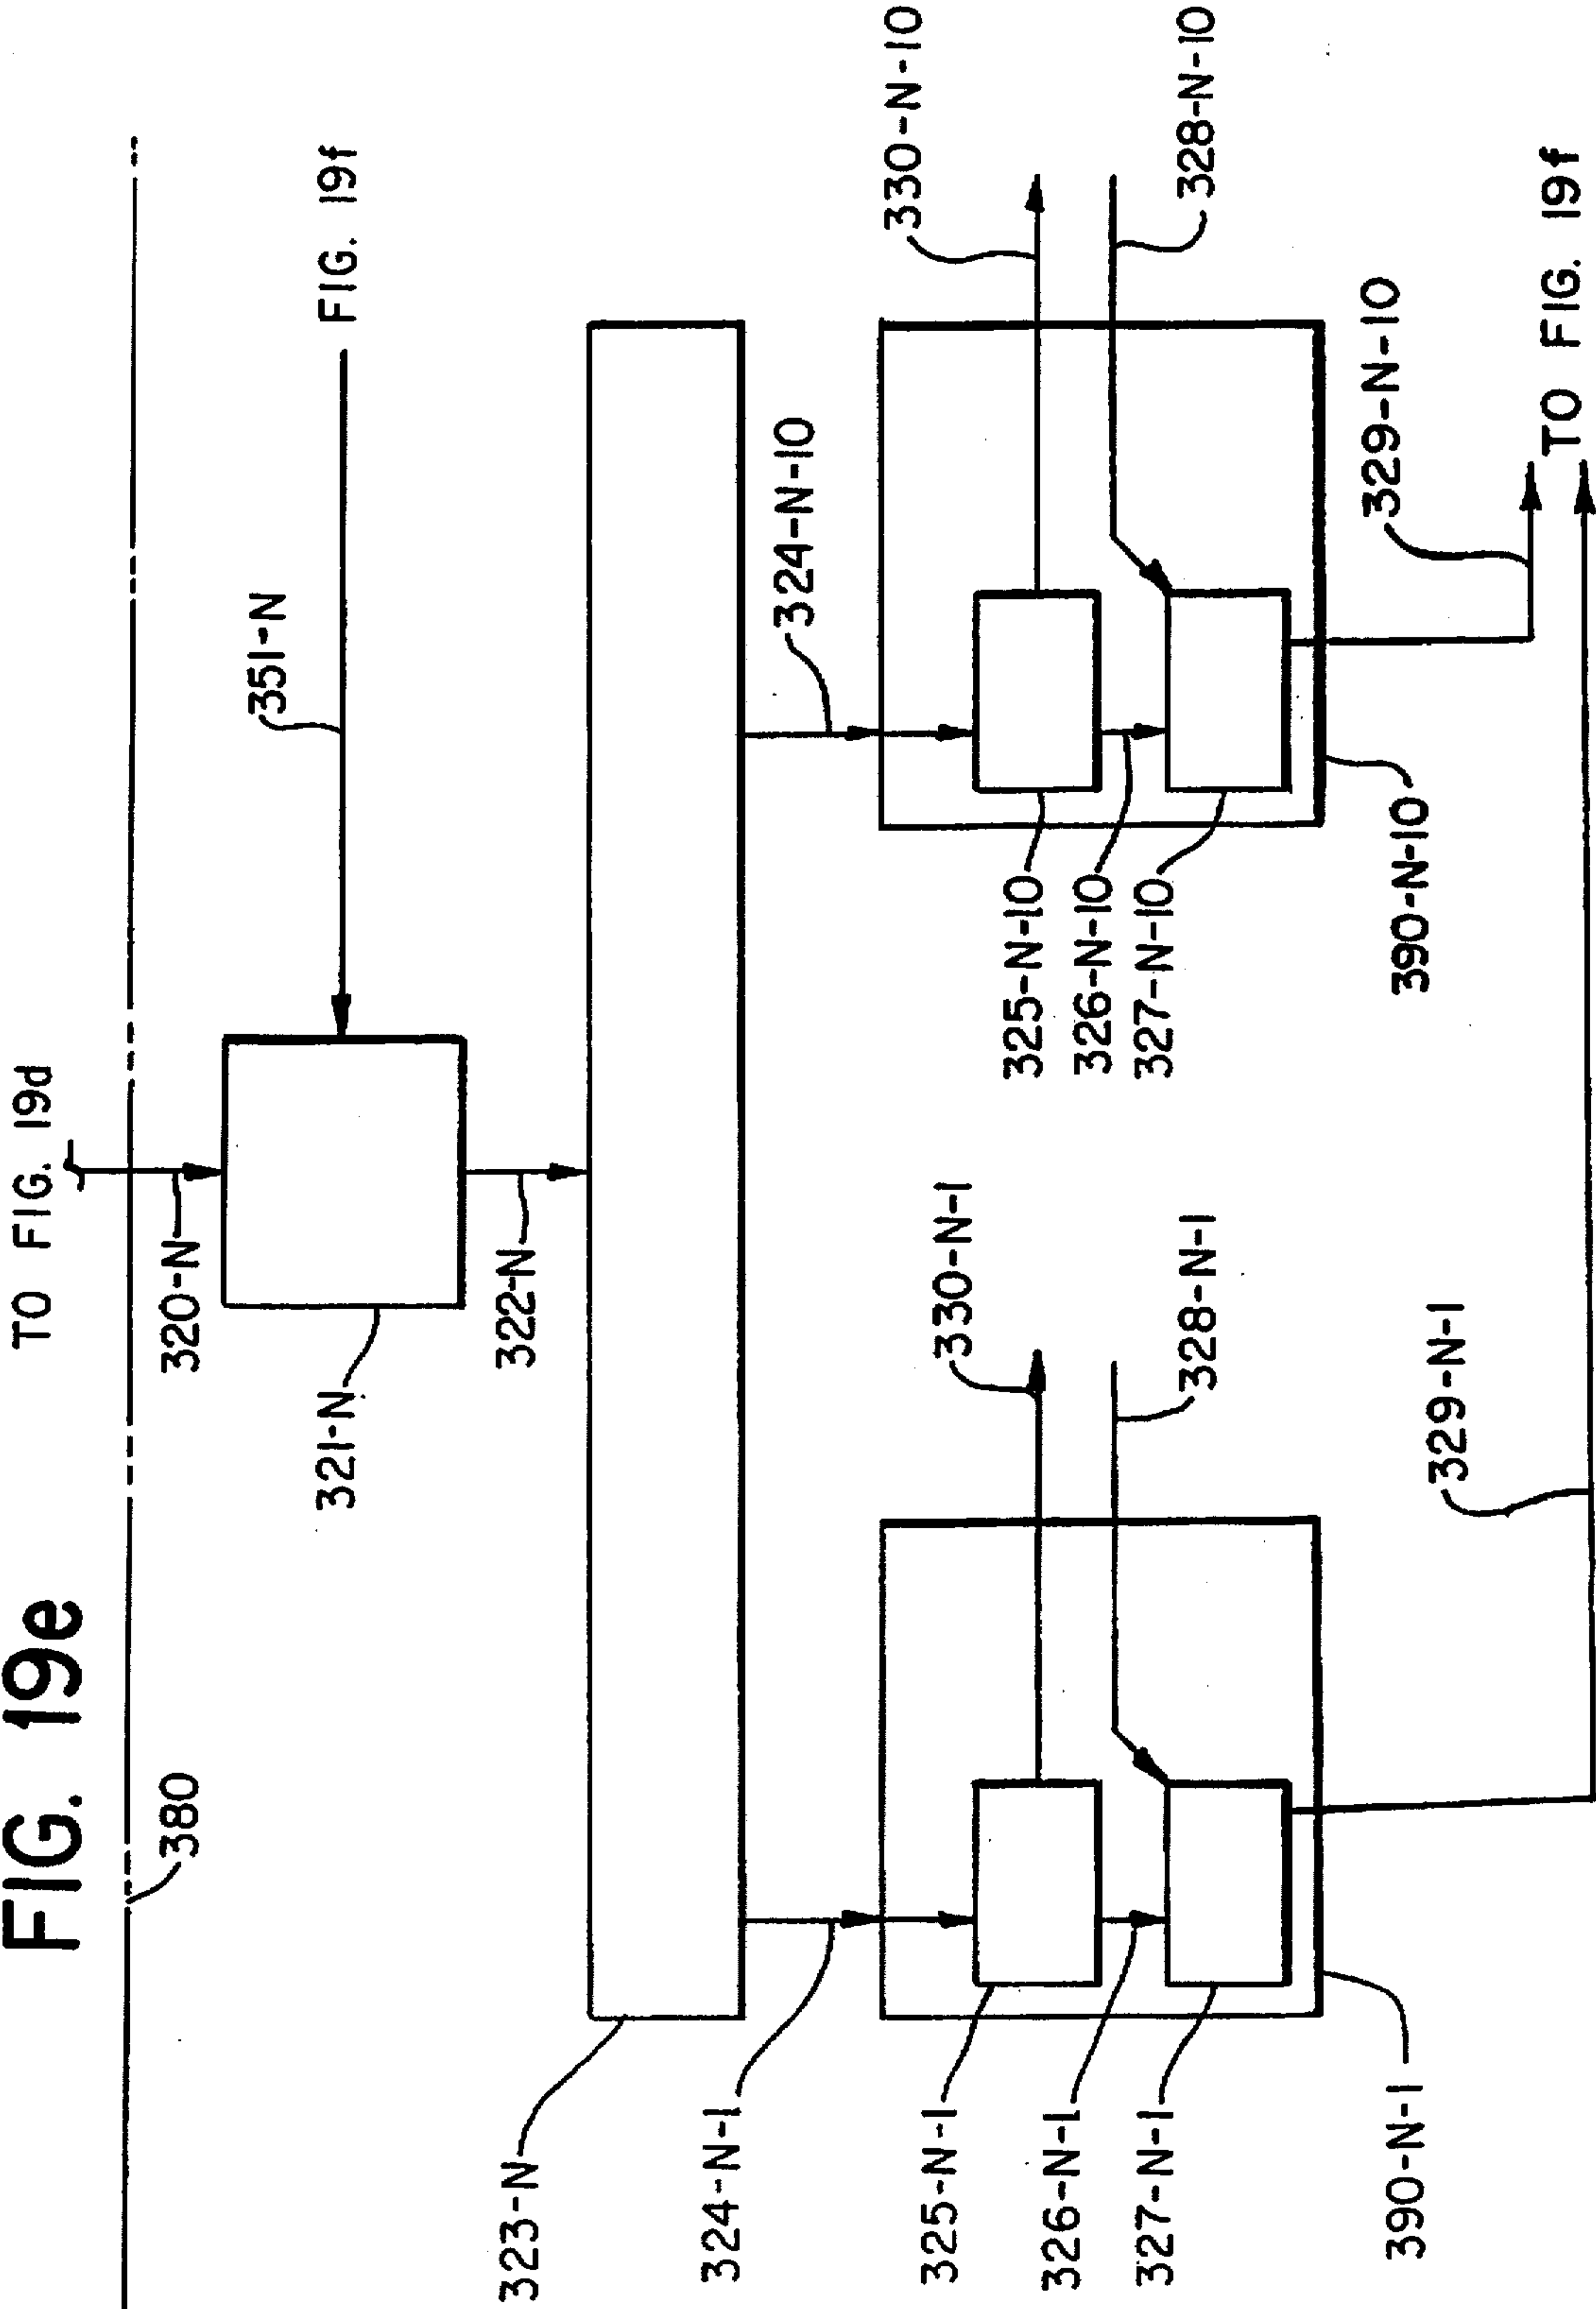 FIG. 19e
TO FIG. 19d
380
320-N
351-N
FIG. 19f
321-N
322-N
323-N
324-N-1
324-N-10
330-N-1
330-N-10
328-N-1
328-N-10
325-N-1
326-N-1
327-N-1
325-N-10
326-N-10
327-N-10
390-N-1
390-N-10
329-N-1
329-N-10
TO FIG. 19f